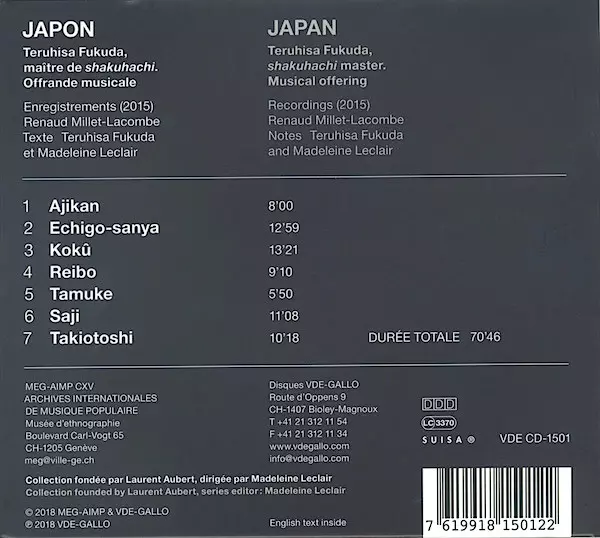 JAPON
Teruhisa Fukuda,
maître de shakuhachi.
Offrande musicale
Enregistrements (2015)
Renaud Millet-Lacombe
Texte Teruhisa Fukuda
et Madeleine Leclair
JAPAN
Teruhisa Fukuda,
shakuhachi master.
Musical offering
Recordings (2015)
Renaud Millet-Lacombe
Notes Teruhisa Fukuda
and Madeleine Leclair
1 Ajikan 8'00
2 Echigo-sanya 12'59
3 Kokû 13'21
4 Reibo 9'10
5 Tamuke 5'50
6 Saji 11'08
7 Takiotoshi 10'18 DURÉE TOTALE 70'46
MEG-AIMP CXV
ARCHIVES INTERNATIONALES
DE MUSIQUE POPULAIRE
Musée d'ethnographie
Boulevard Carl-Vogt 65
CH-1205 Genève
meg@ville-ge.ch
Disques VDE-GALLO
Route d'Oppens 9
CH-1407 Bioley-Magnoux
T +41 21 312 11 54
F +41 21 312 11 34
www.vdegallo.com
info@vdegallo.com
DDD
LC 3370
SUISA ® VDE CD-1501
Collection fondée par Laurent Aubert, dirigée par Madeleine Leclair
Collection founded by Laurent Aubert, series editor: Madeleine Leclair
© 2018 MEG-AIMP & VDE-GALLO
℗ 2018 VDE-GALLO
English text inside
7 619918 150122